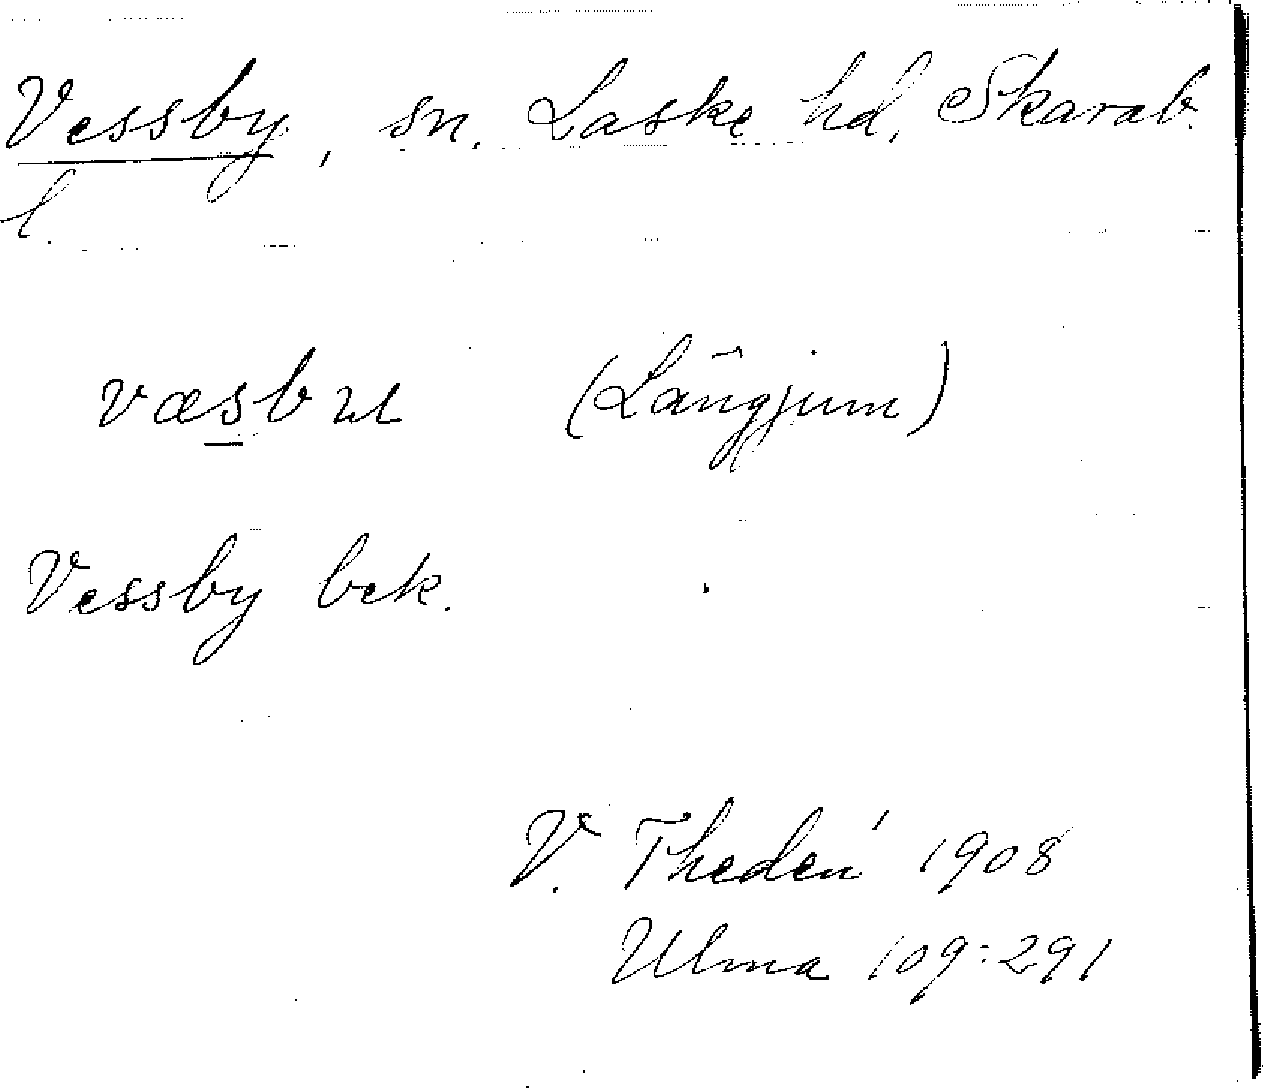 Vessby, sn. Laske hd, Skarab.
l.
væsbu (Långjum)
Vessby bek.
V. Thedén 1908
Ulma 109:291